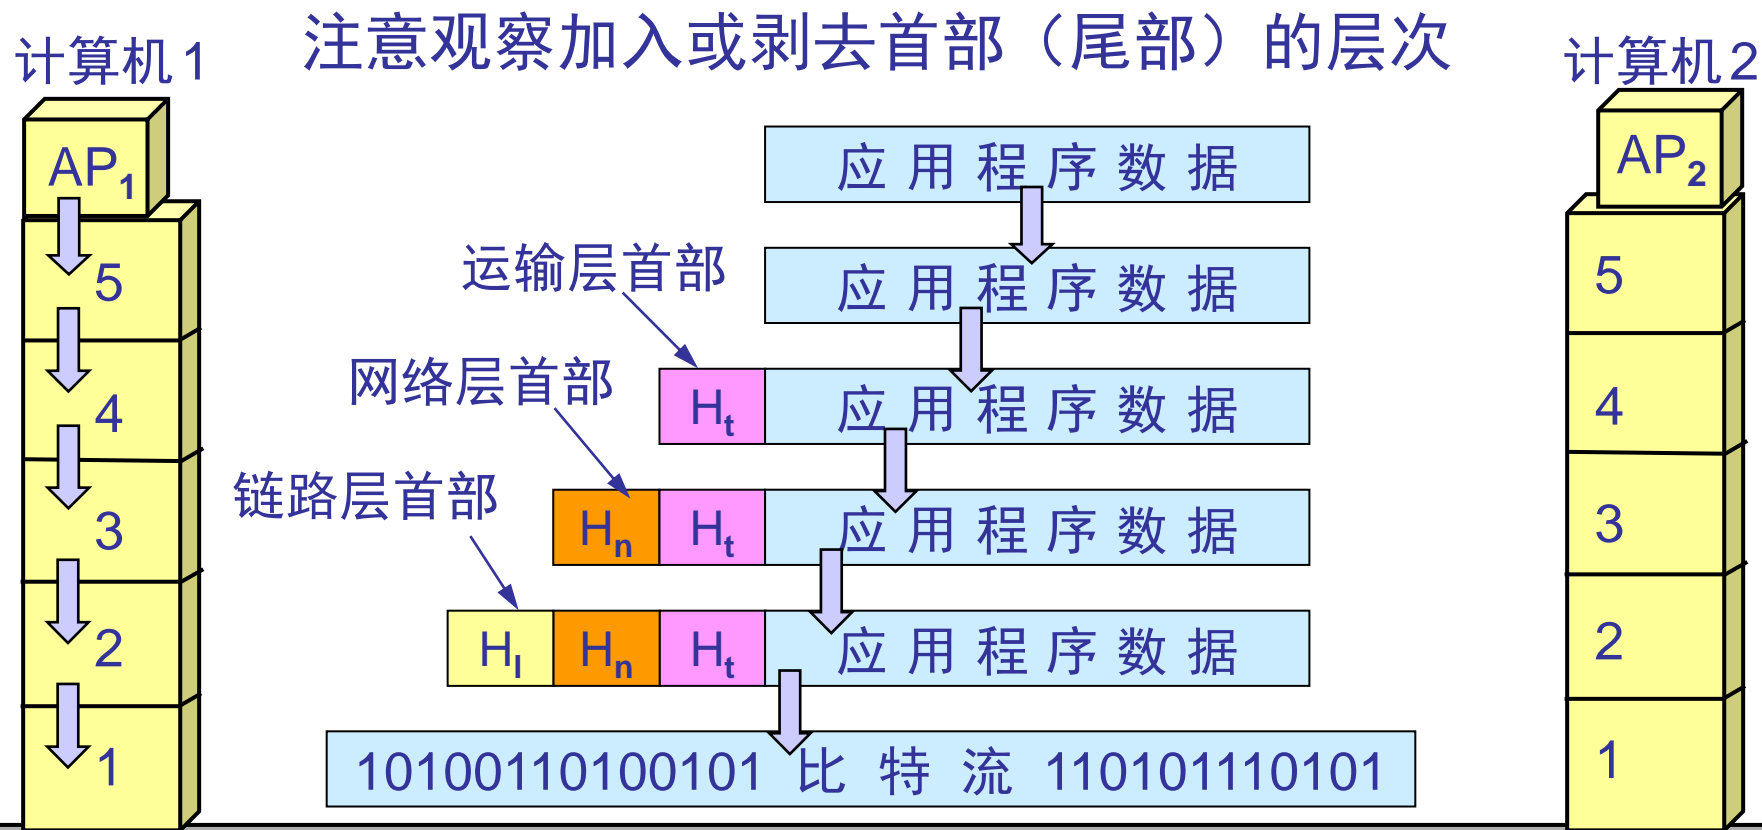 注意观察加入或剥去首部（尾部）的层次
计算机 1
计算机 2
AP1
AP2
应用程序数据
5
运输层首部
应用程序数据
5
4
网络层首部
Ht 应用程序数据
4
3
链路层首部
Hn Ht 应用程序数据
3
2
Hl Hn Ht 应用程序数据
2
1
10100110100101 比特流 110101110101
1